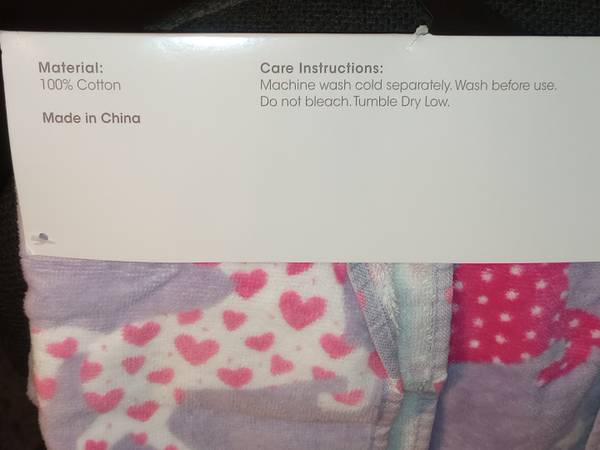 Material:
100% Cotton
Made in China
Care Instructions:
Machine wash cold separately. Wash before use.
Do not bleach. Tumble Dry Low.